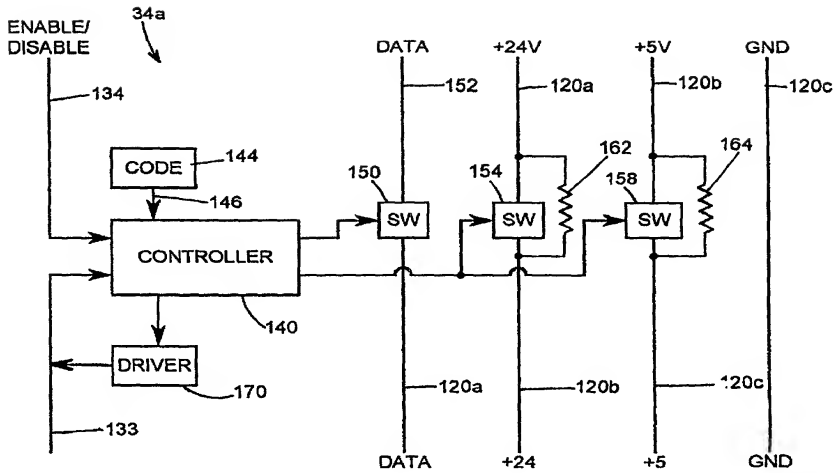 ENABLE/
DISABLE
34a
DATA
+24V
+5V
GND
134
152
120a
120b
120c
CODE
144
146
150
SW
154
SW
162
158
SW
164
CONTROLLER
140
DRIVER
170
133
120a
120b
120c
DATA
+24
+5
GND